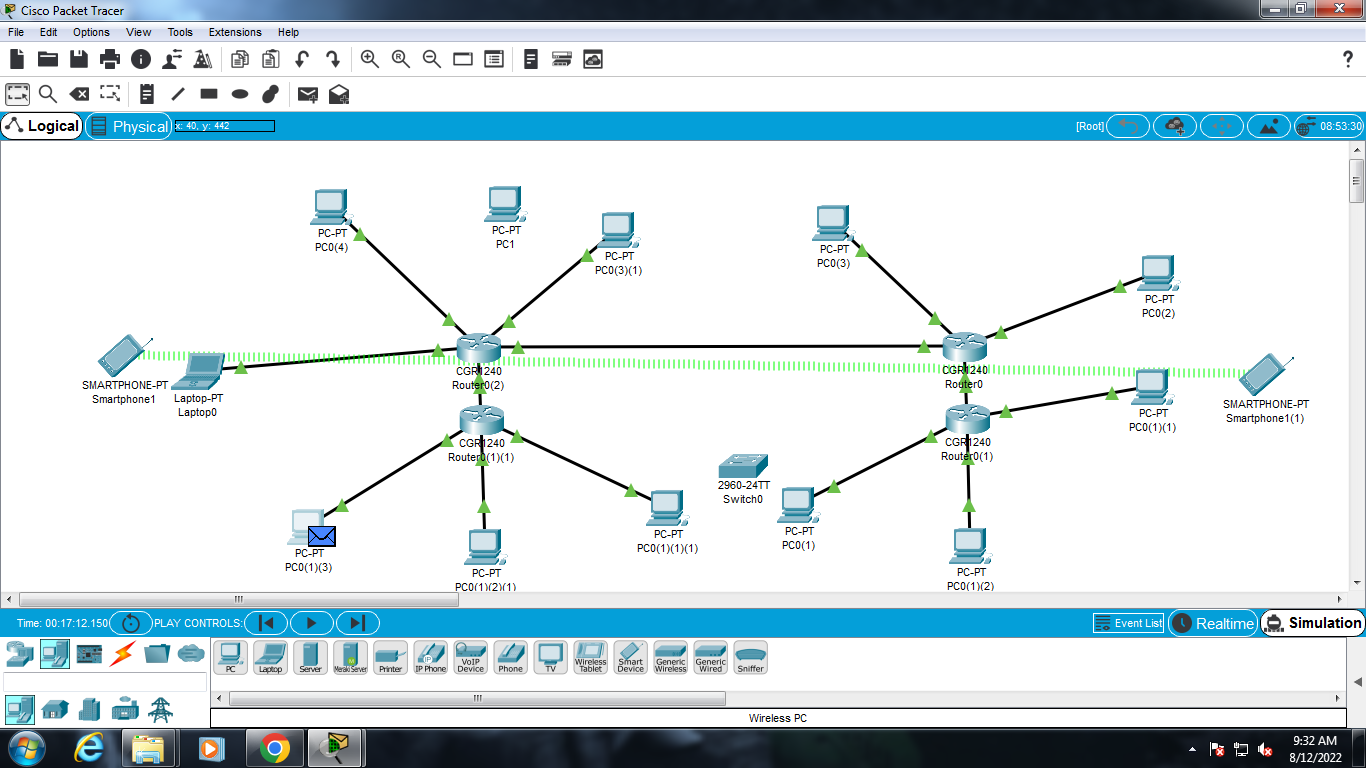 Cisco Packet Tracer
File Edit Options View Tools Extensions Help
Logical Physical x: 40, y: 442 [Root] 08:53:30
PC-PT
PC0(4)
PC-PT
PC1
PC-PT
PC0(3)(1)
PC-PT
PC0(3)
PC-PT
PC0(2)
SMARTPHONE-PT
Smartphone1
Laptop-PT
Laptop0
CGR1240
Router0(2)
CGR1240
Router0
PC-PT
PC0(1)(1)
SMARTPHONE-PT
Smartphone1(1)
CGR1240
Router0(1)(1)
CGR1240
Router0(1)
2960-24TT
Switch0
PC-PT
PC0(1)(3)
PC-PT
PC0(1)(2)(1)
PC-PT
PC0(1)(1)(1)
PC-PT
PC0(1)
PC-PT
PC0(1)(2)
Time: 00:17:12.150 PLAY CONTROLS: Event List Realtime Simulation
PC Laptop Server Meraki Server Printer IP Phone VoIP Device Phone TV Wireless Tablet Smart Device Generic Wireless Generic Wired Sniffer
Wireless PC
9:32 AM
8/12/2022